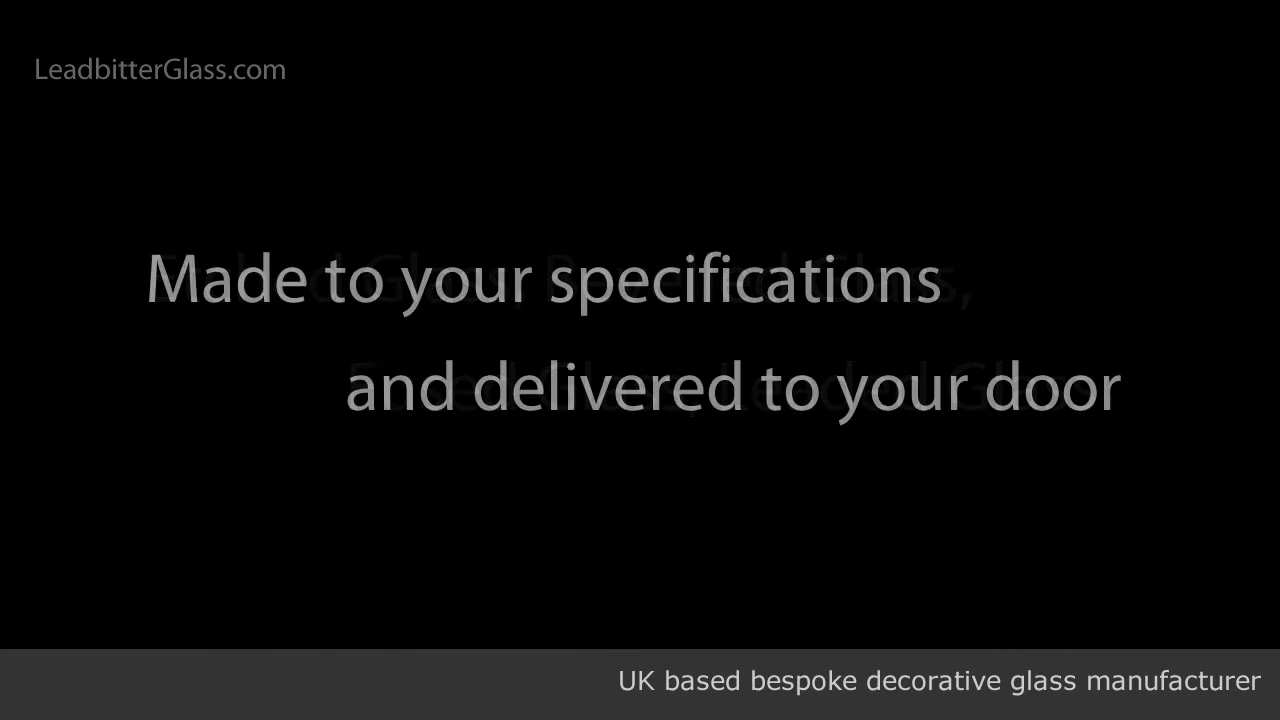 LeadbitterGlass.com
Made to your specifications
and delivered to your door
UK based bespoke decorative glass manufacturer